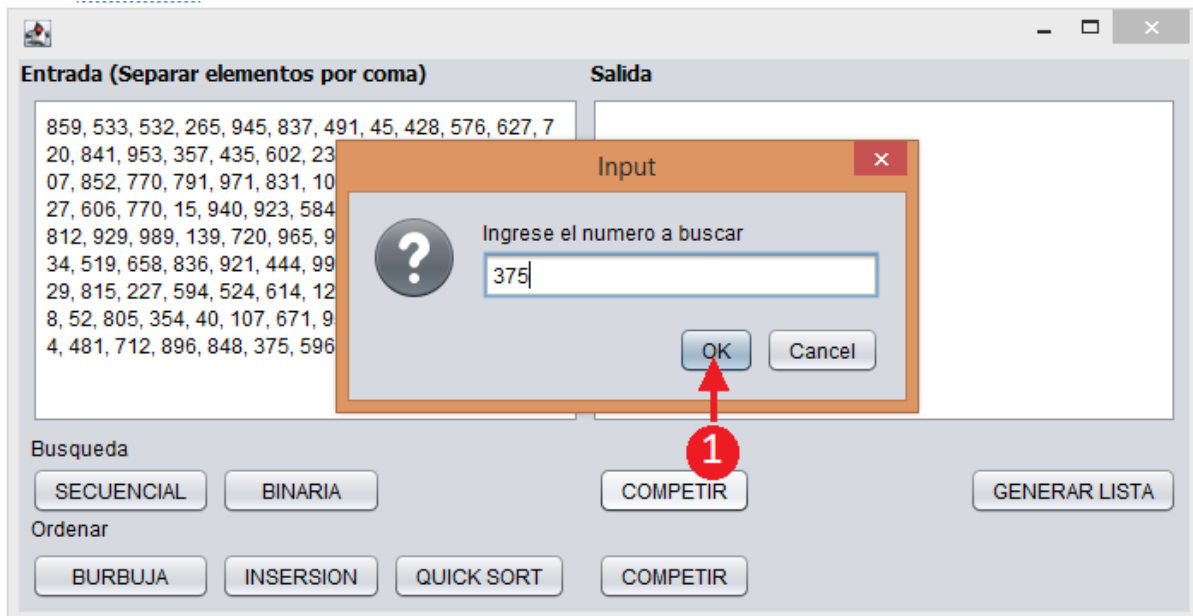 Entrada (Separar elementos por coma)
Salida
859, 533, 532, 265, 945, 837, 491, 45, 428, 576, 627, 7
20, 841, 953, 357, 435, 602, 23
07, 852, 770, 791, 971, 831, 10
27, 606, 770, 15, 940, 923, 584
812, 929, 989, 139, 720, 965, 9
34, 519, 658, 836, 921, 444, 99
29, 815, 227, 594, 524, 614, 12
8, 52, 805, 354, 40, 107, 671, 9
4, 481, 712, 896, 848, 375, 596
Input
?
Ingrese el numero a buscar
375
OK
Cancel
1
Busqueda
SECUENCIAL
BINARIA
COMPETIR
GENERAR LISTA
Ordenar
BURBUJA
INSERSION
QUICK SORT
COMPETIR